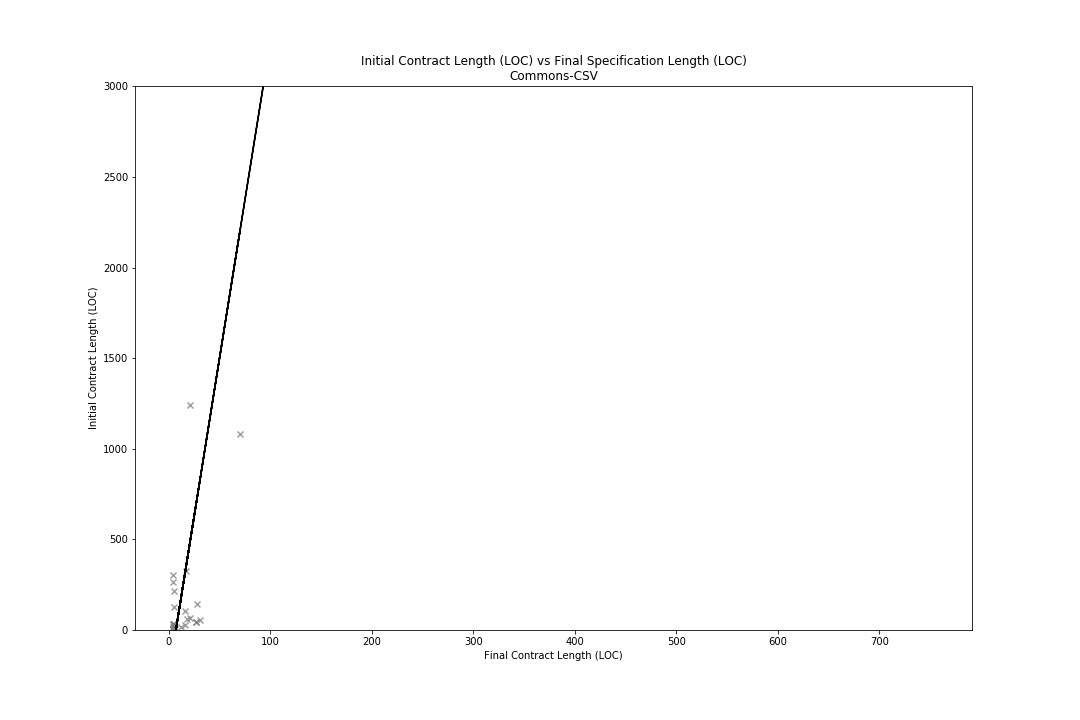 Initial Contract Length (LOC) vs Final Specification Length (LOC)
Commons-CSV
3000
2500
2000
1500
1000
500
0
Initial Contract Length (LOC)
0 100 200 300 400 500 600 700
Final Contract Length (LOC)